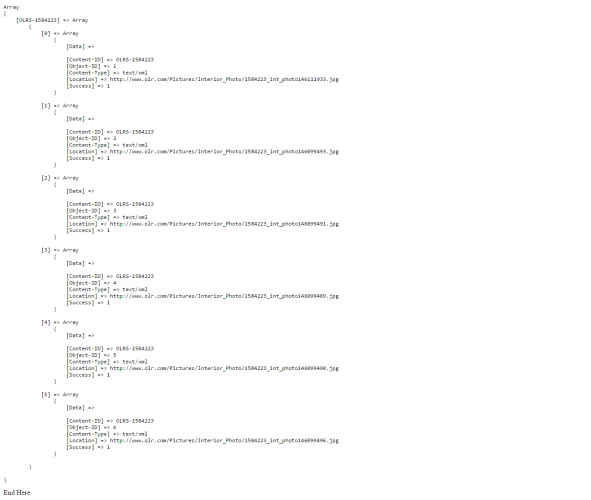 Array
(
[OLRS-1584223] => Array
(
[0] => Array
(
[Data] =>
[Content-ID] => OLRS-1584223
[Object-ID] => 1
[Content-Type] => text/xml
[Location] => http://www.olr.com/Pictures/Interior_Photo/1584223_int_photo146111933.jpg
[Success] => 1
)
[1] => Array
(
[Data] =>
[Content-ID] => OLRS-1584223
[Object-ID] => 2
[Content-Type] => text/xml
[Location] => http://www.olr.com/Pictures/Interior_Photo/1584223_int_photo146099493.jpg
[Success] => 1
)
[2] => Array
(
[Data] =>
[Content-ID] => OLRS-1584223
[Object-ID] => 3
[Content-Type] => text/xml
[Location] => http://www.olr.com/Pictures/Interior_Photo/1584223_int_photo146099491.jpg
[Success] => 1
)
[3] => Array
(
[Data] =>
[Content-ID] => OLRS-1584223
[Object-ID] => 4
[Content-Type] => text/xml
[Location] => http://www.olr.com/Pictures/Interior_Photo/1584223_int_photo146099489.jpg
[Success] => 1
)
[4] => Array
(
[Data] =>
[Content-ID] => OLRS-1584223
[Object-ID] => 5
[Content-Type] => text/xml
[Location] => http://www.olr.com/Pictures/Interior_Photo/1584223_int_photo146099490.jpg
[Success] => 1
)
[5] => Array
(
[Data] =>
[Content-ID] => OLRS-1584223
[Object-ID] => 6
[Content-Type] => text/xml
[Location] => http://www.olr.com/Pictures/Interior_Photo/1584223_int_photo146099496.jpg
[Success] => 1
)
)
)
End Here